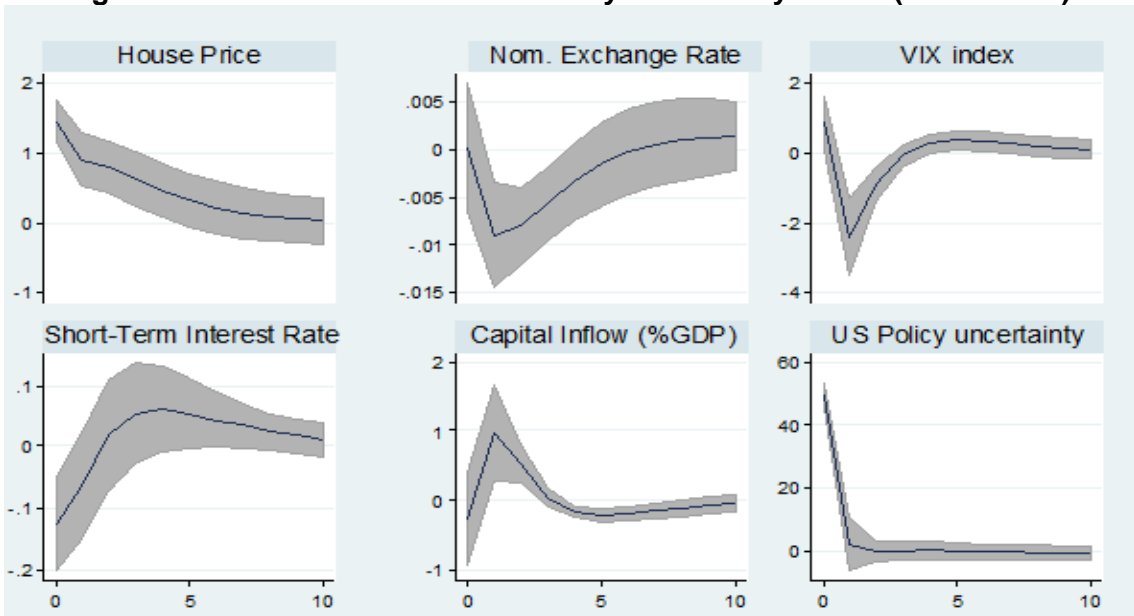 House Price
Nom. Exchange Rate
VIX index
2
1
0
-1
.005
0
-.005
-.01
-.015
2
0
-2
-4
Short-Term Interest Rate
Capital Inflow (%GDP)
US Policy uncertainty
.1
0
-.1
-.2
2
1
0
-1
60
40
20
0
0 5 10
0 5 10
0 5 10